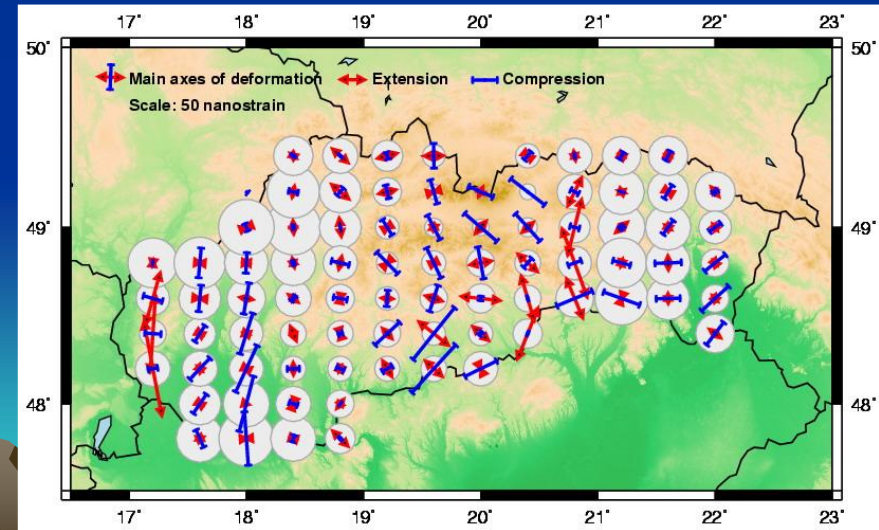 17° 18° 19° 20° 21° 22° 23°
50° 50°
Main axes of deformation Extension Compression
Scale: 50 nanostrain
49° 49°
48° 48°
17° 18° 19° 20° 21° 22° 23°